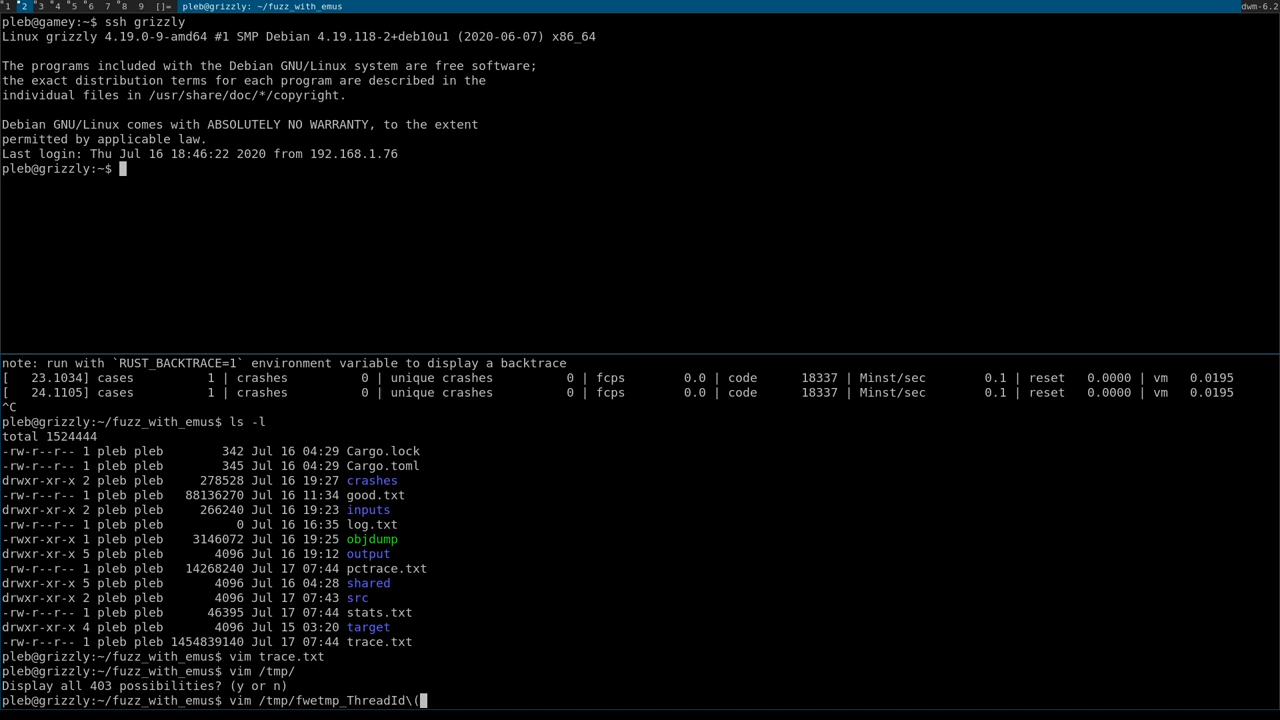 1 2 3 4 5 6 7 8 9 []= pleb@grizzly: ~/fuzz_with_emus dwm-6.2
pleb@gamey:~$ ssh grizzly
Linux grizzly 4.19.0-9-amd64 #1 SMP Debian 4.19.118-2+deb10u1 (2020-06-07) x86_64
The programs included with the Debian GNU/Linux system are free software;
the exact distribution terms for each program are described in the
individual files in /usr/share/doc/*/copyright.
Debian GNU/Linux comes with ABSOLUTELY NO WARRANTY, to the extent
permitted by applicable law.
Last login: Thu Jul 16 18:46:22 2020 from 192.168.1.76
pleb@grizzly:~$
note: run with `RUST_BACKTRACE=1` environment variable to display a backtrace
[   23.1034] cases          1 | crashes          0 | unique crashes          0 | fcps        0.0 | code      18337 | Minst/sec        0.1 | reset   0.0000 | vm   0.0195
[   24.1105] cases          1 | crashes          0 | unique crashes          0 | fcps        0.0 | code      18337 | Minst/sec        0.1 | reset   0.0000 | vm   0.0195
^C
pleb@grizzly:~/fuzz_with_emus$ ls -l
total 1524444
-rw-r--r-- 1 pleb pleb        342 Jul 16 04:29 Cargo.lock
-rw-r--r-- 1 pleb pleb        345 Jul 16 04:29 Cargo.toml
drwxr-xr-x 2 pleb pleb     278528 Jul 16 19:27 crashes
-rw-r--r-- 1 pleb pleb   88136270 Jul 16 11:34 good.txt
drwxr-xr-x 2 pleb pleb     266240 Jul 16 19:23 inputs
-rw-r--r-- 1 pleb pleb          0 Jul 16 16:35 log.txt
-rwxr-xr-x 1 pleb pleb    3146072 Jul 16 19:25 objdump
drwxr-xr-x 5 pleb pleb       4096 Jul 16 19:12 output
-rw-r--r-- 1 pleb pleb   14268240 Jul 17 07:44 pctrace.txt
drwxr-xr-x 5 pleb pleb       4096 Jul 16 04:28 shared
drwxr-xr-x 2 pleb pleb       4096 Jul 17 07:43 src
-rw-r--r-- 1 pleb pleb      46395 Jul 17 07:44 stats.txt
drwxr-xr-x 4 pleb pleb       4096 Jul 15 03:20 target
-rw-r--r-- 1 pleb pleb 1454839140 Jul 17 07:44 trace.txt
pleb@grizzly:~/fuzz_with_emus$ vim trace.txt
pleb@grizzly:~/fuzz_with_emus$ vim /tmp/
Display all 403 possibilities? (y or n)
pleb@grizzly:~/fuzz_with_emus$ vim /tmp/fwetmp_ThreadId\(